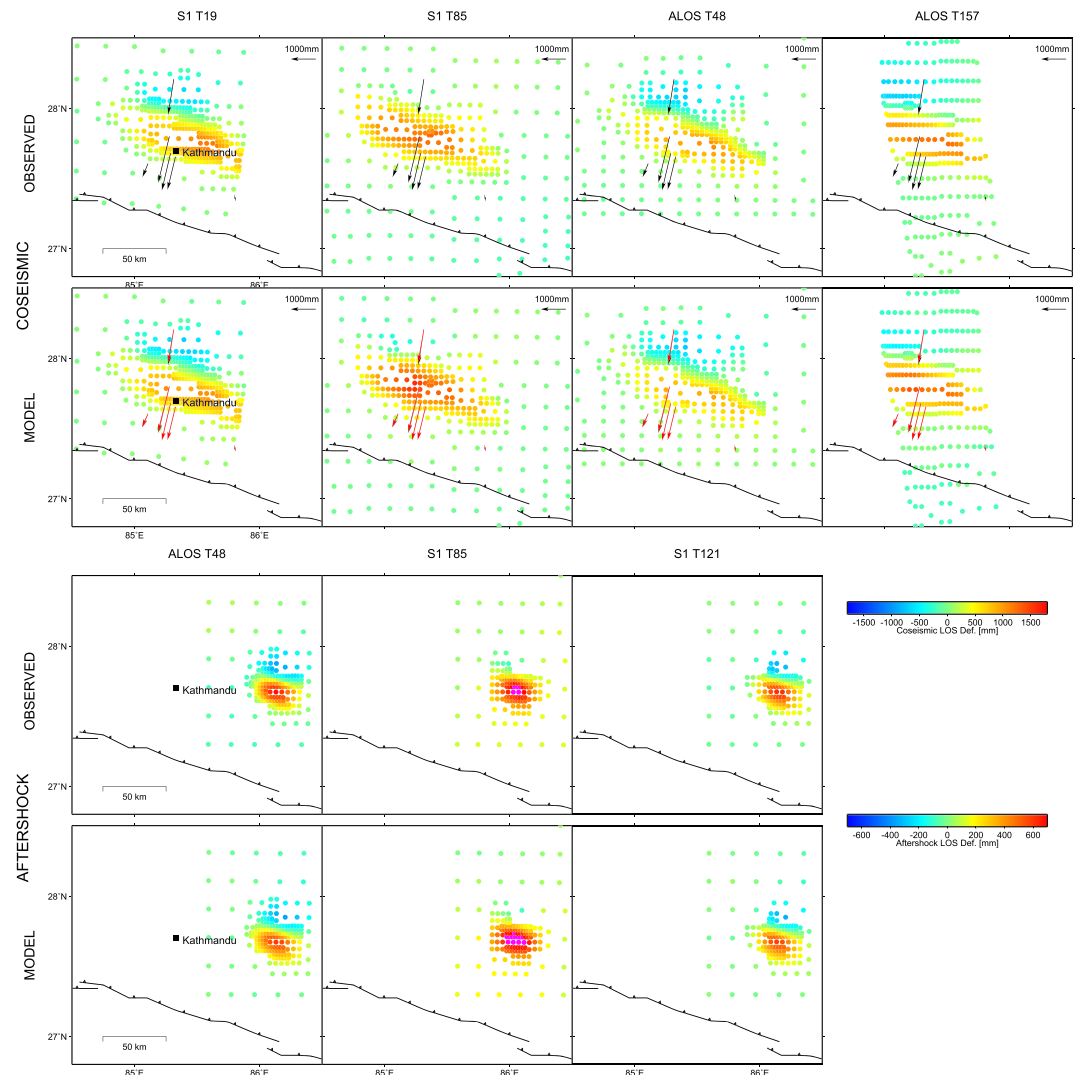 S1 T19 S1 T85 ALOS T48 ALOS T157
COSEISMIC
OBSERVED
1000mm 1000mm 1000mm 1000mm
28˚N
Kathmandu
27˚N
50 km
85˚E 86˚E
MODEL
1000mm 1000mm 1000mm 1000mm
28˚N
Kathmandu
27˚N
50 km
85˚E 86˚E
ALOS T48 S1 T85 S1 T121
AFTERSHOCK
OBSERVED
28˚N
Kathmandu
27˚N
50 km
-1500 -1000 -500 0 500 1000 1500
Coseismic LOS Def. [mm]
-600 -400 -200 0 200 400 600
Aftershock LOS Def. [mm]
MODEL
28˚N
Kathmandu
27˚N
50 km
85˚E 86˚E 86˚E 86˚E